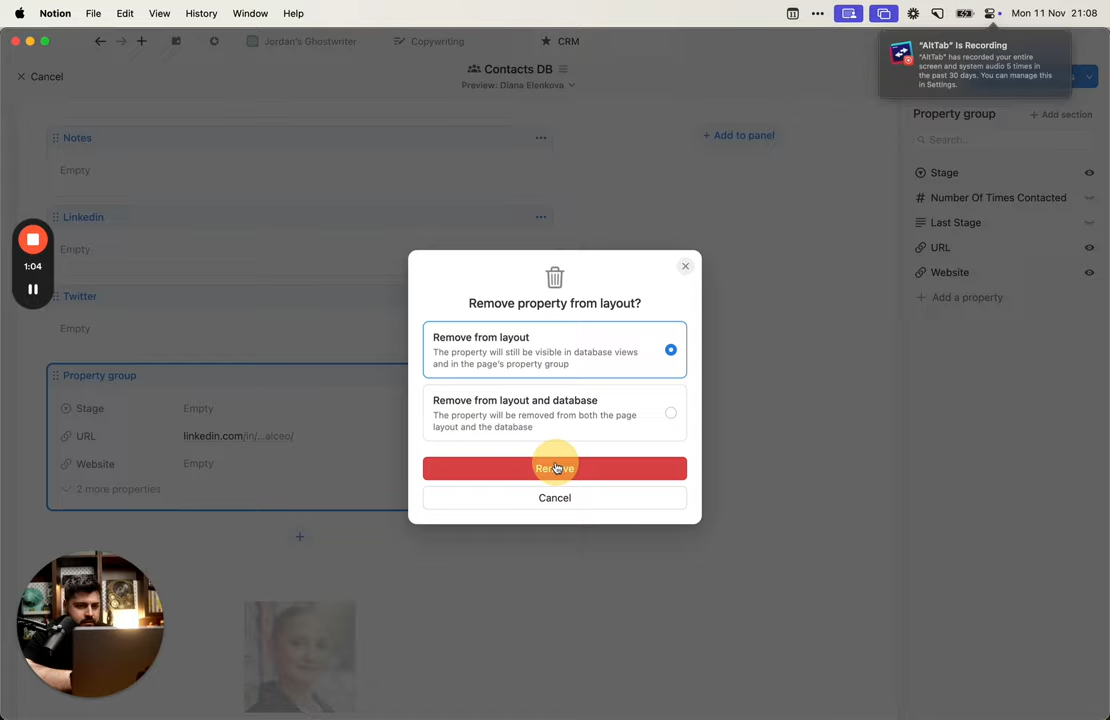 Notion File Edit View History Window Help
11 Mon 11 Nov 21:08
Jordan's Ghostwriter Copywriting CRM
"AltTab" Is Recording
"AltTab" has recorded your entire
screen and system audio 5 times in
the past 30 days. You can manage this
in Settings.
Cancel
Contacts DB
Preview: Diana Elenkova
Property group
Add section
Search...
Stage
Number Of Times Contacted
Last Stage
URL
Website
Add a property
+ Add to panel
Notes
Empty
Linkedin
Empty
Twitter
Empty
Property group
Stage Empty
URL linkedin.com/in/...alceo/
Website Empty
2 more properties
1:04
Remove property from layout?
Remove from layout
The property will still be visible in database views
and in the page's property group
Remove from layout and database
The property will be removed from both the page
layout and the database
Remove
Cancel